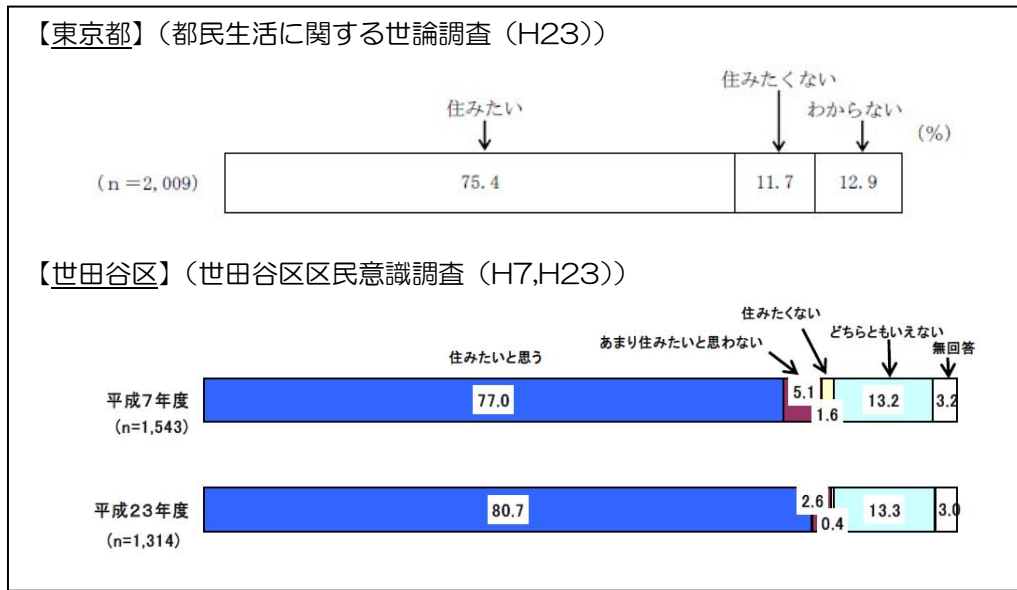 【東京都】（都民生活に関する世論調査（H23））
住みたくない
住みたい
わからない
(%)
(n=2,009)
75.4
11.7
12.9
【世田谷区】（世田谷区区民意識調査（H7,H23））
住みたくない
あまり住みたいと思わない
どちらともいえない
住みたいと思う
無回答
平成7年度
(n=1,543)
77.0
5.1
1.6
13.2
3.2
平成23年度
(n=1,314)
80.7
2.6
0.4
13.3
3.0